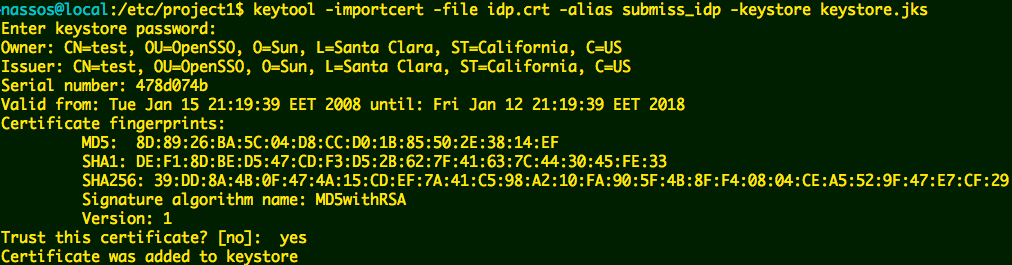 nassos@local:/etc/project1$ keytool -importcert -file idp.crt -alias submiss_idp -keystore keystore.jks
Enter keystore password:
Owner: CN=test, OU=OpenSSO, O=Sun, L=Santa Clara, ST=California, C=US
Issuer: CN=test, OU=OpenSSO, O=Sun, L=Santa Clara, ST=California, C=US
Serial number: 478d074b
Valid from: Tue Jan 15 21:19:39 EET 2008 until: Fri Jan 12 21:19:39 EET 2018
Certificate fingerprints:
MD5:  8D:89:26:BA:5C:04:D8:CC:D0:1B:85:50:2E:38:14:EF
SHA1: DE:F1:8D:BE:D5:47:CD:F3:D5:2B:62:7F:41:63:7C:44:30:45:FE:33
SHA256: 39:DD:8A:4B:0F:47:4A:15:CD:EF:7A:41:C5:98:A2:10:FA:90:5F:4B:8F:F4:08:04:CE:A5:52:9F:47:E7:CF:29
Signature algorithm name: MD5withRSA
Version: 1
Trust this certificate? [no]:  yes
Certificate was added to keystore